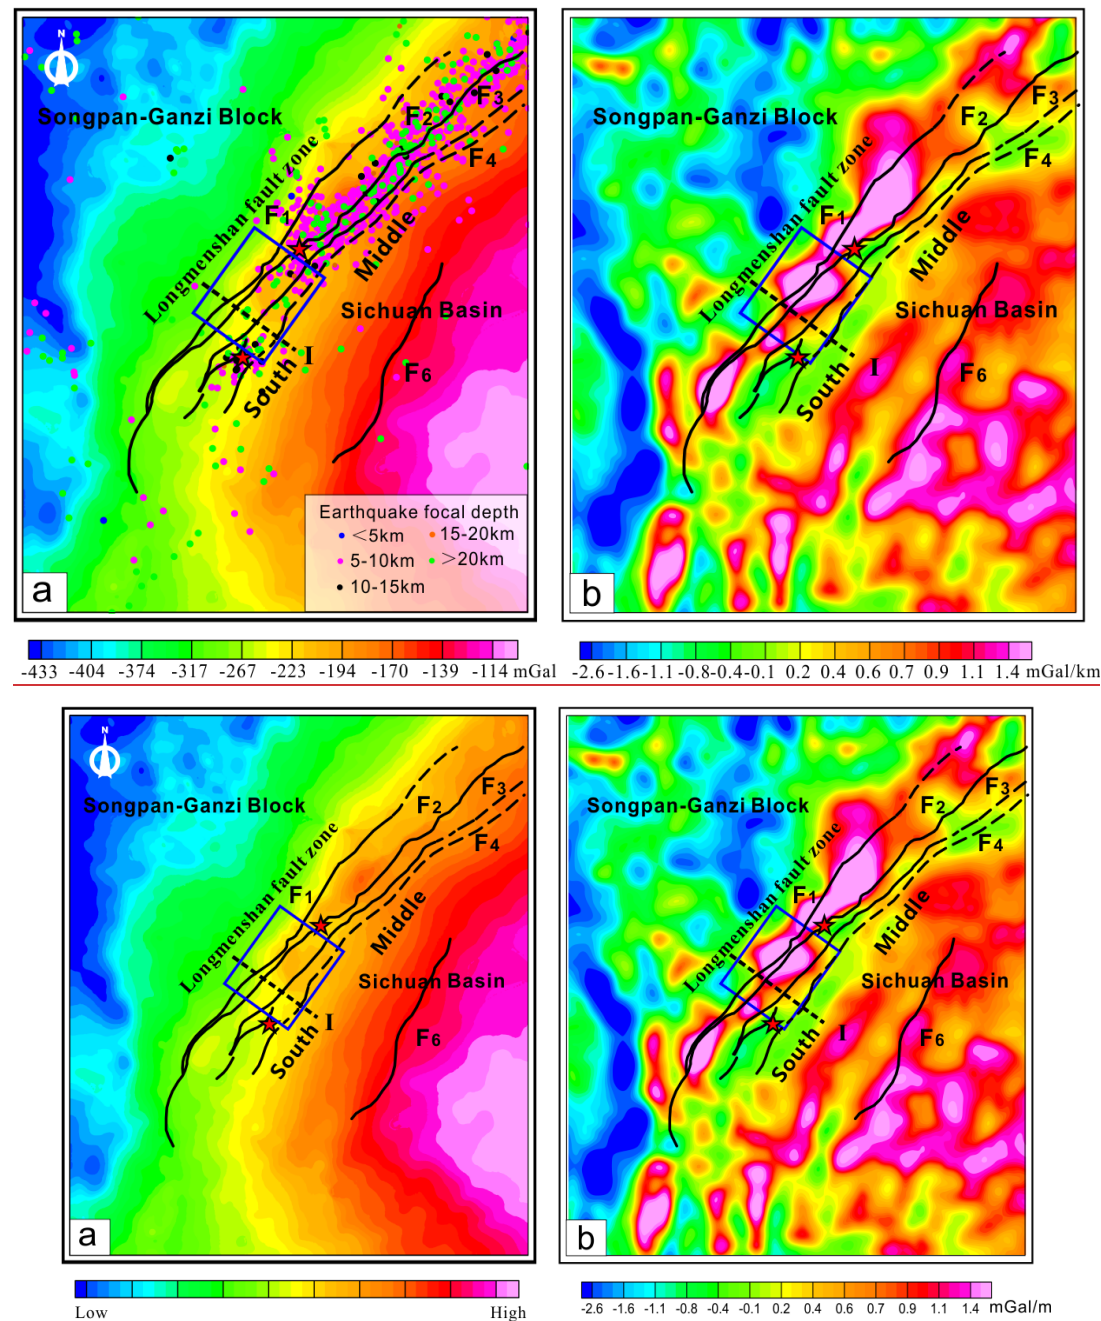 N
Songpan-Ganzi Block
Longmenshan fault zone
F1
F2
F3
F4
Middle
Sichuan Basin
F6
I
South
Earthquake focal depth
<5km
15-20km
5-10km
>20km
10-15km
a
-433 -404 -374 -317 -267 -223 -194 -170 -139 -114 mGal
Songpan-Ganzi Block
Longmenshan fault zone
F1
F2
F3
F4
Middle
Sichuan Basin
F6
I
South
b
-2.6 -1.6 -1.1 -0.8 -0.4 -0.1 0.2 0.4 0.6 0.7 0.9 1.1 1.4 mGal/km
N
Songpan-Ganzi Block
Longmenshan fault zone
F1
F2
F3
F4
Middle
Sichuan Basin
F6
I
South
a
Low High
Songpan-Ganzi Block
Longmenshan fault zone
F1
F2
F3
F4
Middle
Sichuan Basin
F6
I
South
b
-2.6 -1.6 -1.1 -0.8 -0.4 0.2 0.4 0.7 0.9 1.1 1.4 mGal/m